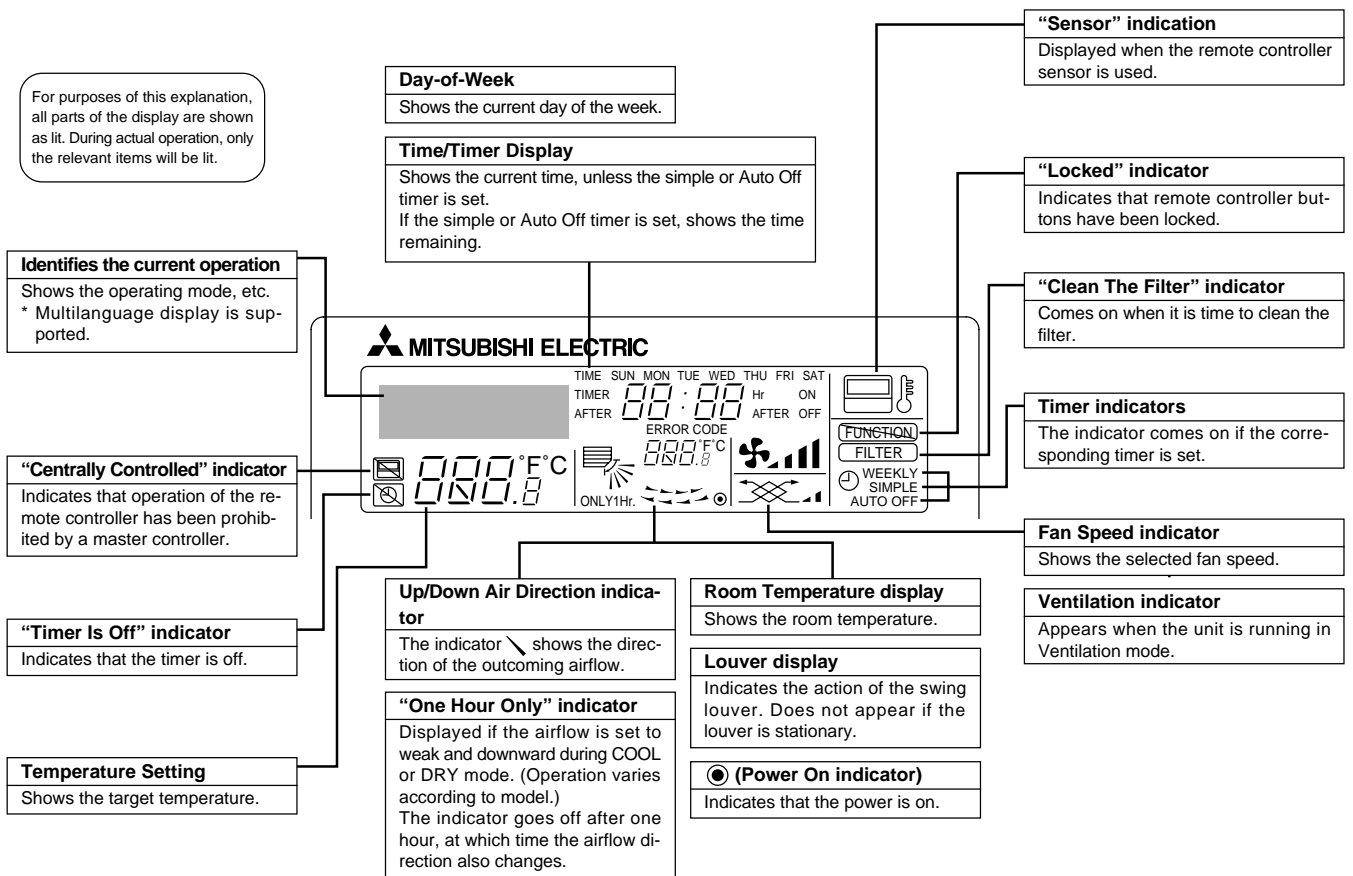 For purposes of this explanation,
all parts of the display are shown
as lit. During actual operation, only
the relevant items will be lit.
Day-of-Week
Shows the current day of the week.
Time/Timer Display
Shows the current time, unless the simple or Auto Off
timer is set.
If the simple or Auto Off timer is set, shows the time
remaining.
“Sensor” indication
Displayed when the remote controller
sensor is used.
“Locked” indicator
Indicates that remote controller but-
tons have been locked.
“Clean The Filter” indicator
Comes on when it is time to clean the
filter.
Timer indicators
The indicator comes on if the corre-
sponding timer is set.
Fan Speed indicator
Shows the selected fan speed.
Ventilation indicator
Appears when the unit is running in
Ventilation mode.
Identifies the current operation
Shows the operating mode, etc.
* Multilanguage display is sup-
ported.
“Centrally Controlled” indicator
Indicates that operation of the re-
mote controller has been prohib-
ited by a master controller.
“Timer Is Off” indicator
Indicates that the timer is off.
Temperature Setting
Shows the target temperature.
MITSUBISHI ELECTRIC
TIME SUN MON TUE WED THU FRI SAT
TIMER 88:88 Hr ON
AFTER AFTER OFF
ERROR CODE
888.8 °F°C
888.8 °F°C
ONLY1Hr.
FUNCTION
FILTER
WEEKLY
SIMPLE
AUTO OFF
Up/Down Air Direction indica-
tor
The indicator shows the direc-
tion of the outcoming airflow.
“One Hour Only” indicator
Displayed if the airflow is set to
weak and downward during COOL
or DRY mode. (Operation varies
according to model.)
The indicator goes off after one
hour, at which time the airflow di-
rection also changes.
Room Temperature display
Shows the room temperature.
Louver display
Indicates the action of the swing
louver. Does not appear if the
louver is stationary.
(Power On indicator)
Indicates that the power is on.